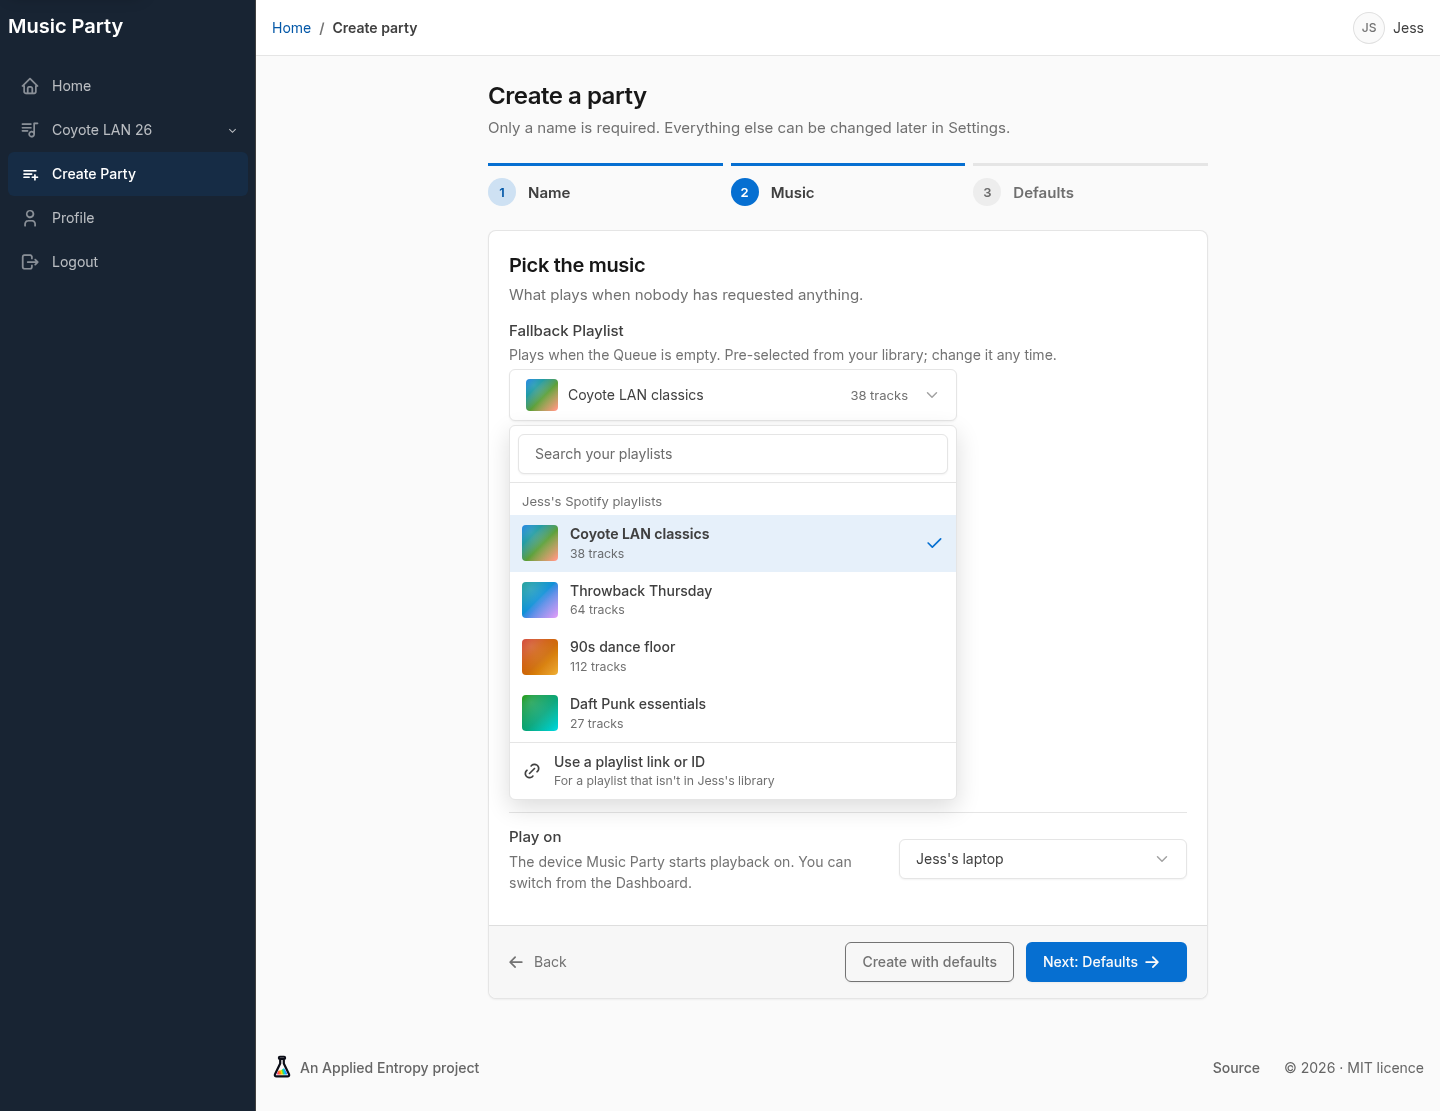 Music Party
Home / Create party
JS Jess
Home
Coyote LAN 26
Create Party
Profile
Logout
Create a party
Only a name is required. Everything else can be changed later in Settings.
1 Name
2 Music
3 Defaults
Pick the music
What plays when nobody has requested anything.
Fallback Playlist
Plays when the Queue is empty. Pre-selected from your library; change it any time.
Coyote LAN classics 38 tracks
Search your playlists
Jess's Spotify playlists
Coyote LAN classics
38 tracks
Throwback Thursday
64 tracks
90s dance floor
112 tracks
Daft Punk essentials
27 tracks
Use a playlist link or ID
For a playlist that isn't in Jess's library
Play on
The device Music Party starts playback on. You can
switch from the Dashboard.
Jess's laptop
Back
Create with defaults
Next: Defaults
An Applied Entropy project
Source
© 2026 · MIT licence